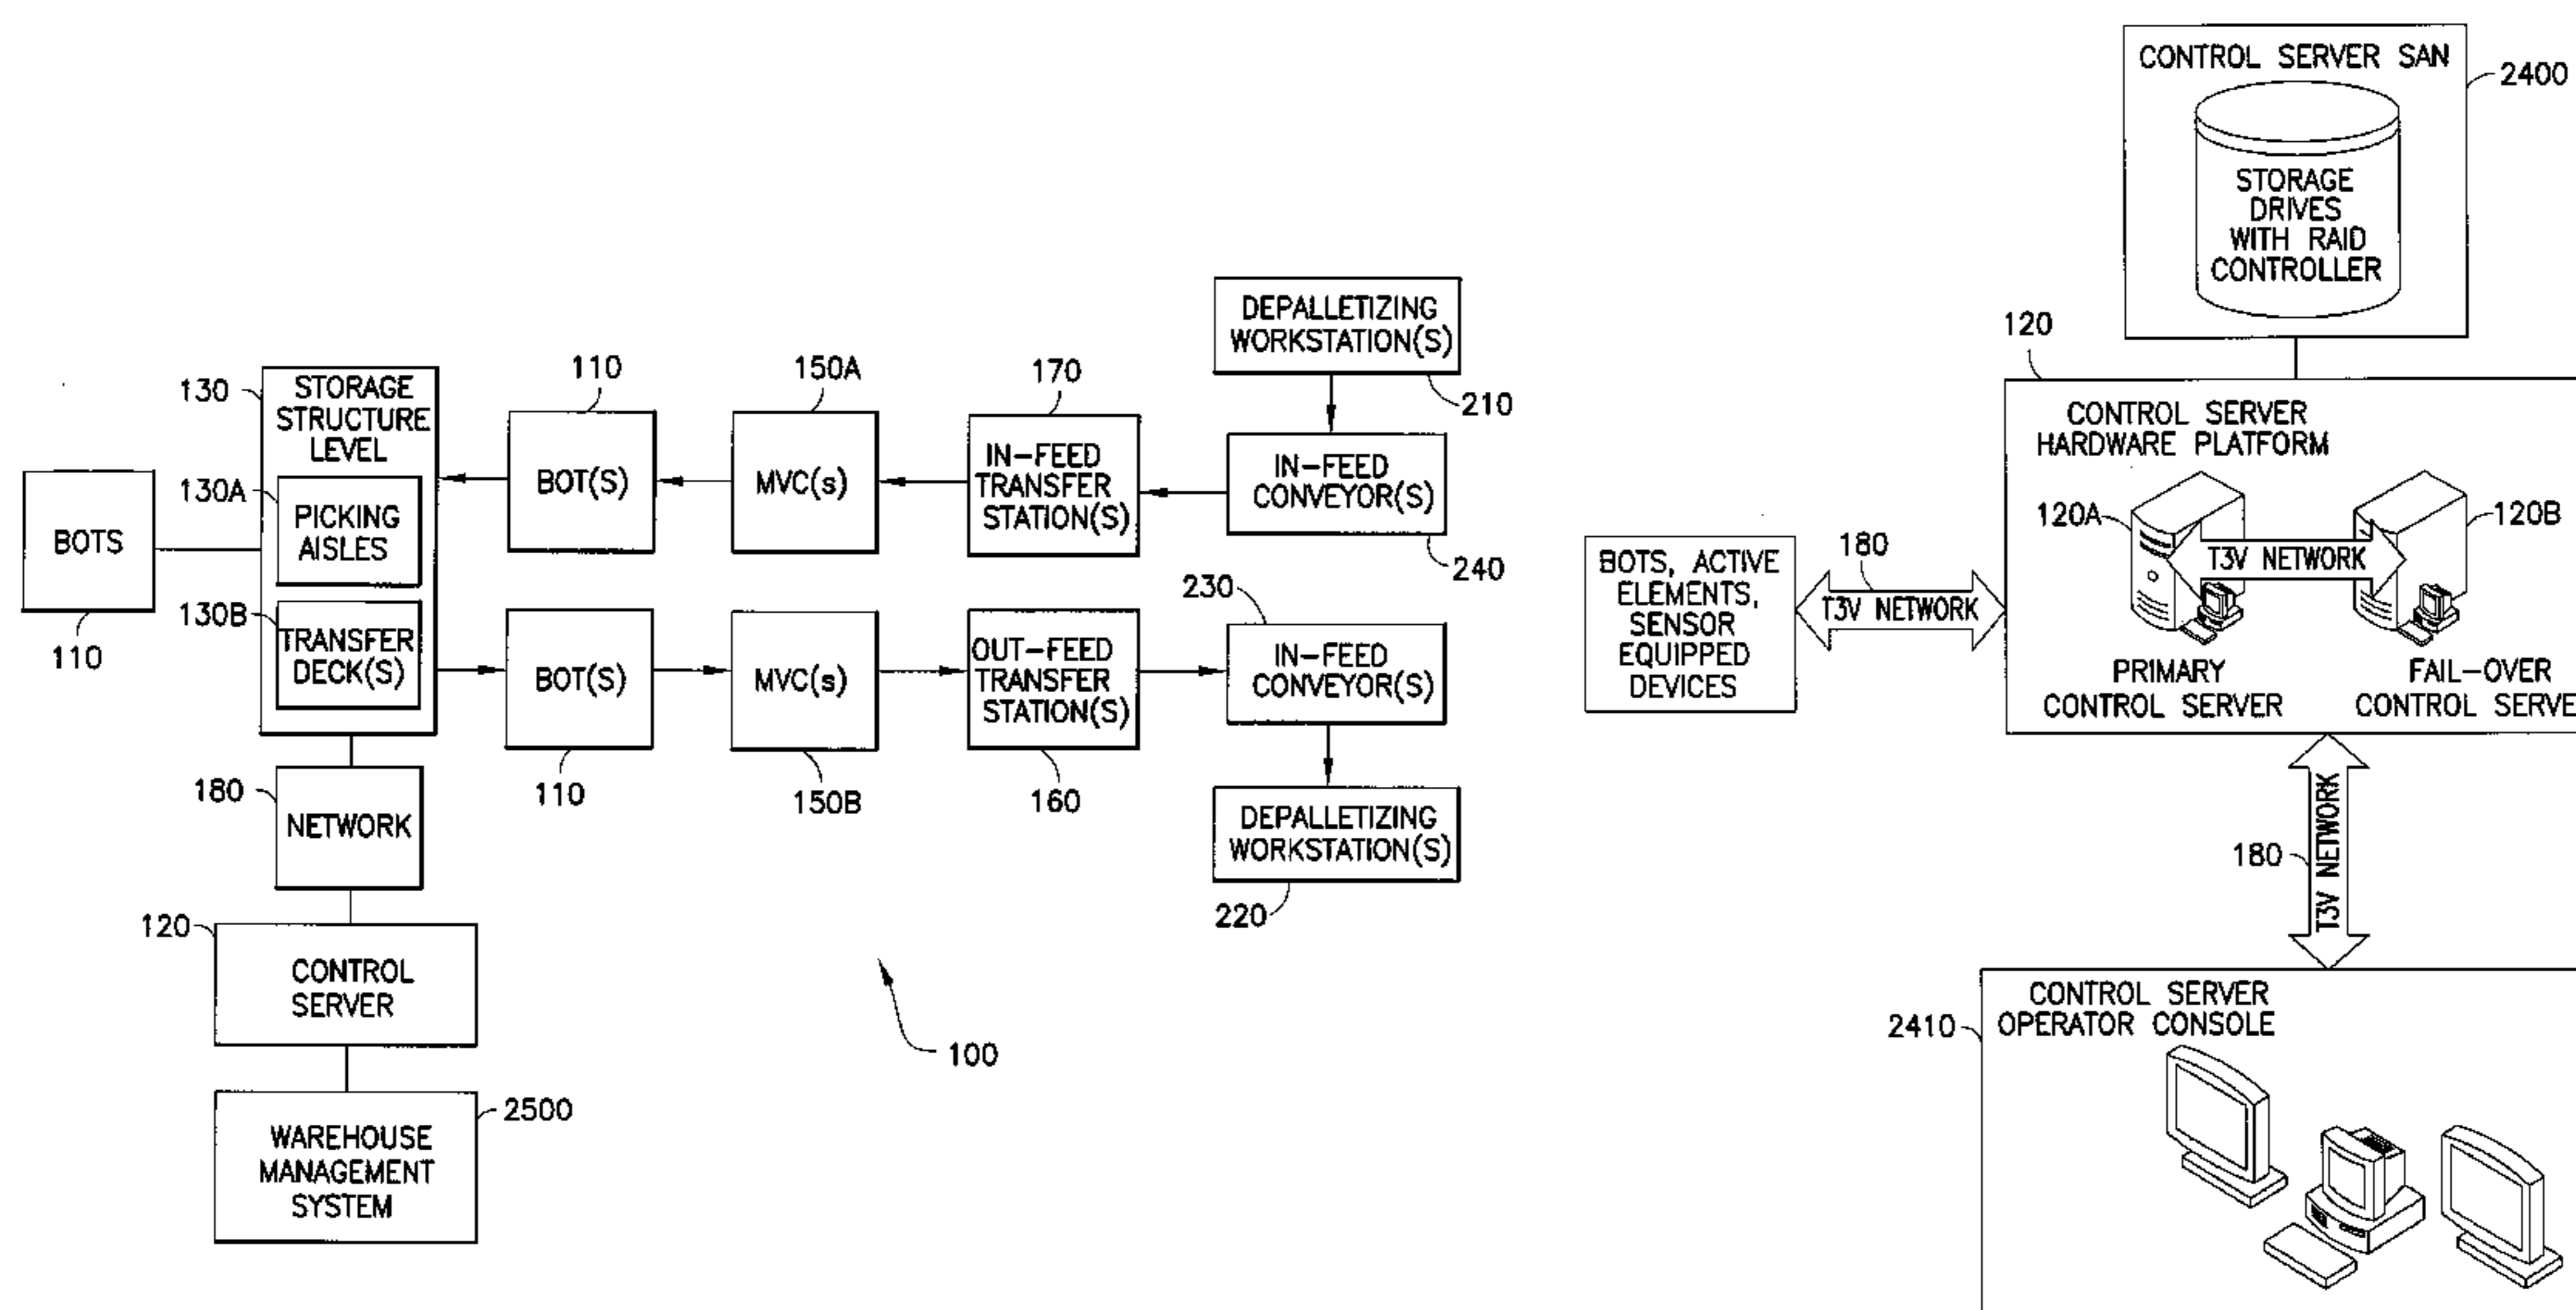 130
STORAGE
STRUCTURE
LEVEL
130A
PICKING
AISLES
130B
TRANSFER
DECK(S)
BOTS
110
110
BOT(S)
150A
MVC(s)
170
IN-FEED
TRANSFER
STATION(S)
DEPALLETIZING
WORKSTATION(S)
210
IN-FEED
CONVEYOR(S)
240
BOT(S)
110
MVC(s)
150B
OUT-FEED
TRANSFER
STATION(S)
160
230
IN-FEED
CONVEYOR(S)
DEPALLETIZING
WORKSTATION(S)
220
180
NETWORK
120
CONTROL
SERVER
2500
WAREHOUSE
MANAGEMENT
SYSTEM
100
CONTROL SERVER SAN
2400
STORAGE
DRIVES
WITH RAID
CONTROLLER
120
CONTROL SERVER
HARDWARE PLATFORM
120A
120B
T3V NETWORK
PRIMARY
CONTROL SERVER
FAIL-OVER
CONTROL SERVE
BOTS, ACTIVE
ELEMENTS,
SENSOR
EQUIPPED
DEVICES
180
T3V NETWORK
180
T3V NETWORK
CONTROL SERVER
OPERATOR CONSOLE
2410